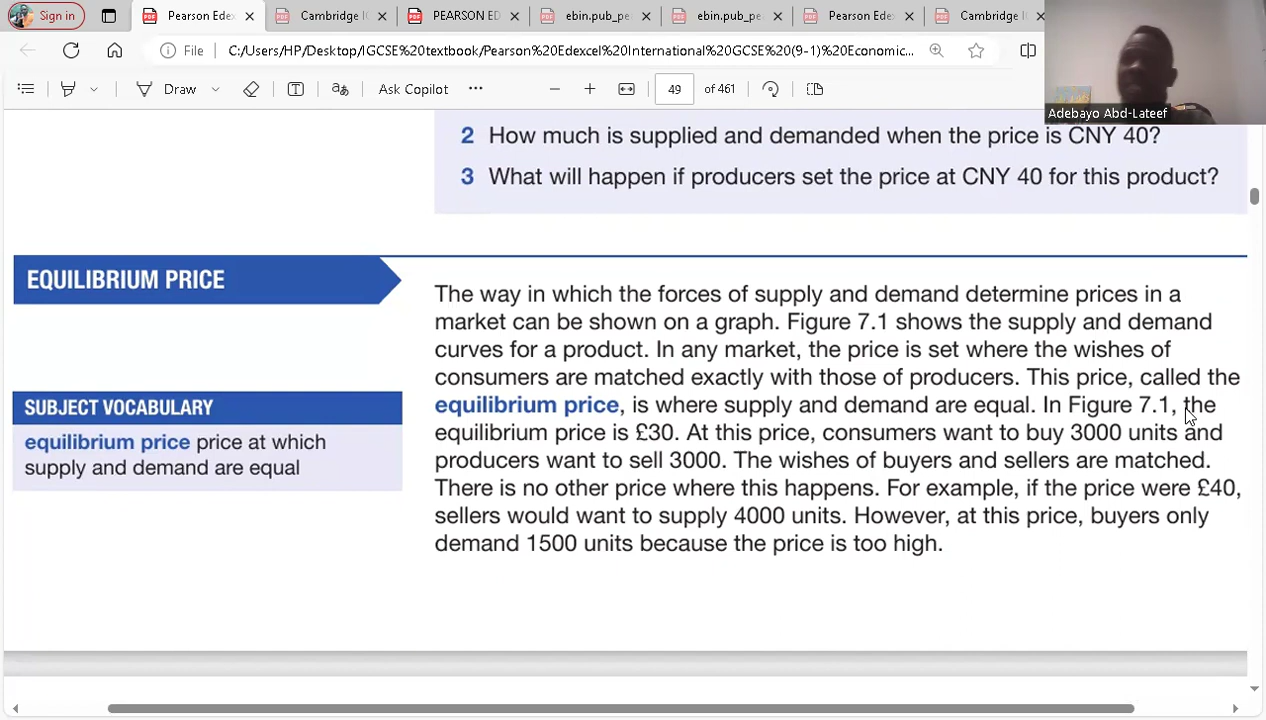 Sign in
Pearson Edex
Cambridge I
PEARSON ED
ebin.pub_pe
ebin.pub_pe
Pearson Edex
Cambridge I
File
C:/Users/HP/Desktop/IGCSE%20textbook/Pearson%20Edexcel%20International%20GCSE%20(9-1)%20Economic...
Draw
Ask Copilot
49 of 461
Adebayo Abd-Lateef
2 How much is supplied and demanded when the price is CNY 40?
3 What will happen if producers set the price at CNY 40 for this product?
EQUILIBRIUM PRICE
The way in which the forces of supply and demand determine prices in a
market can be shown on a graph. Figure 7.1 shows the supply and demand
curves for a product. In any market, the price is set where the wishes of
consumers are matched exactly with those of producers. This price, called the
equilibrium price, is where supply and demand are equal. In Figure 7.1, the
equilibrium price is £30. At this price, consumers want to buy 3000 units and
producers want to sell 3000. The wishes of buyers and sellers are matched.
There is no other price where this happens. For example, if the price were £40,
sellers would want to supply 4000 units. However, at this price, buyers only
demand 1500 units because the price is too high.
SUBJECT VOCABULARY
equilibrium price price at which
supply and demand are equal